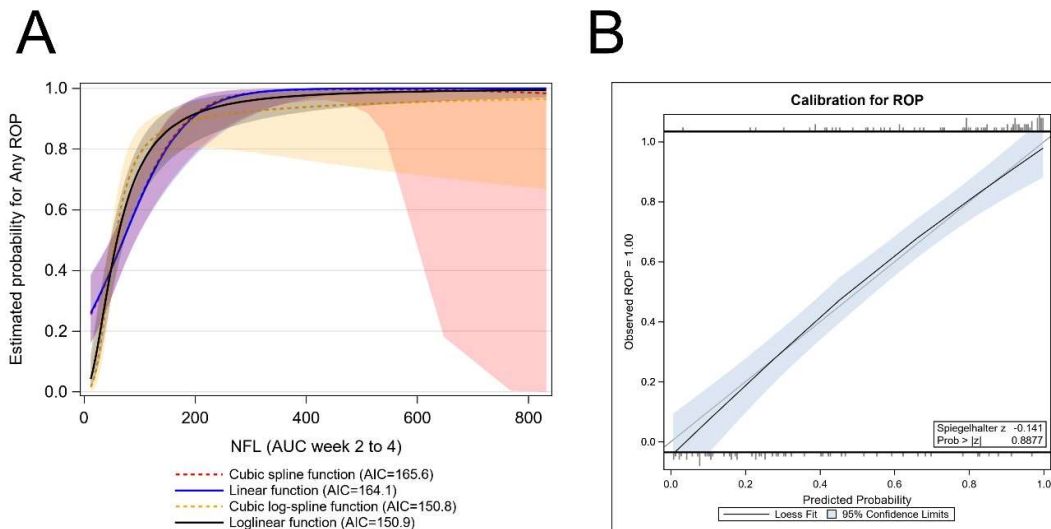 A
Estimated probability for Any ROP
1.0
0.8
0.6
0.4
0.2
0.0
0
200
400
600
800
NFL (AUC week 2 to 4)
Cubic spline function (AIC=165.6)
Linear function (AIC=164.1)
Cubic log-spline function (AIC=150.8)
Loglinear function (AIC=150.9)
B
Calibration for ROP
Observed ROP = 1.00
1.0
0.8
0.6
0.4
0.2
0.0
Spiegelhalter z -0.141
Prob > |z| 0.8877
0.0
0.2
0.4
0.6
0.8
1.0
Predicted Probability
Loess Fit
95% Confidence Limits